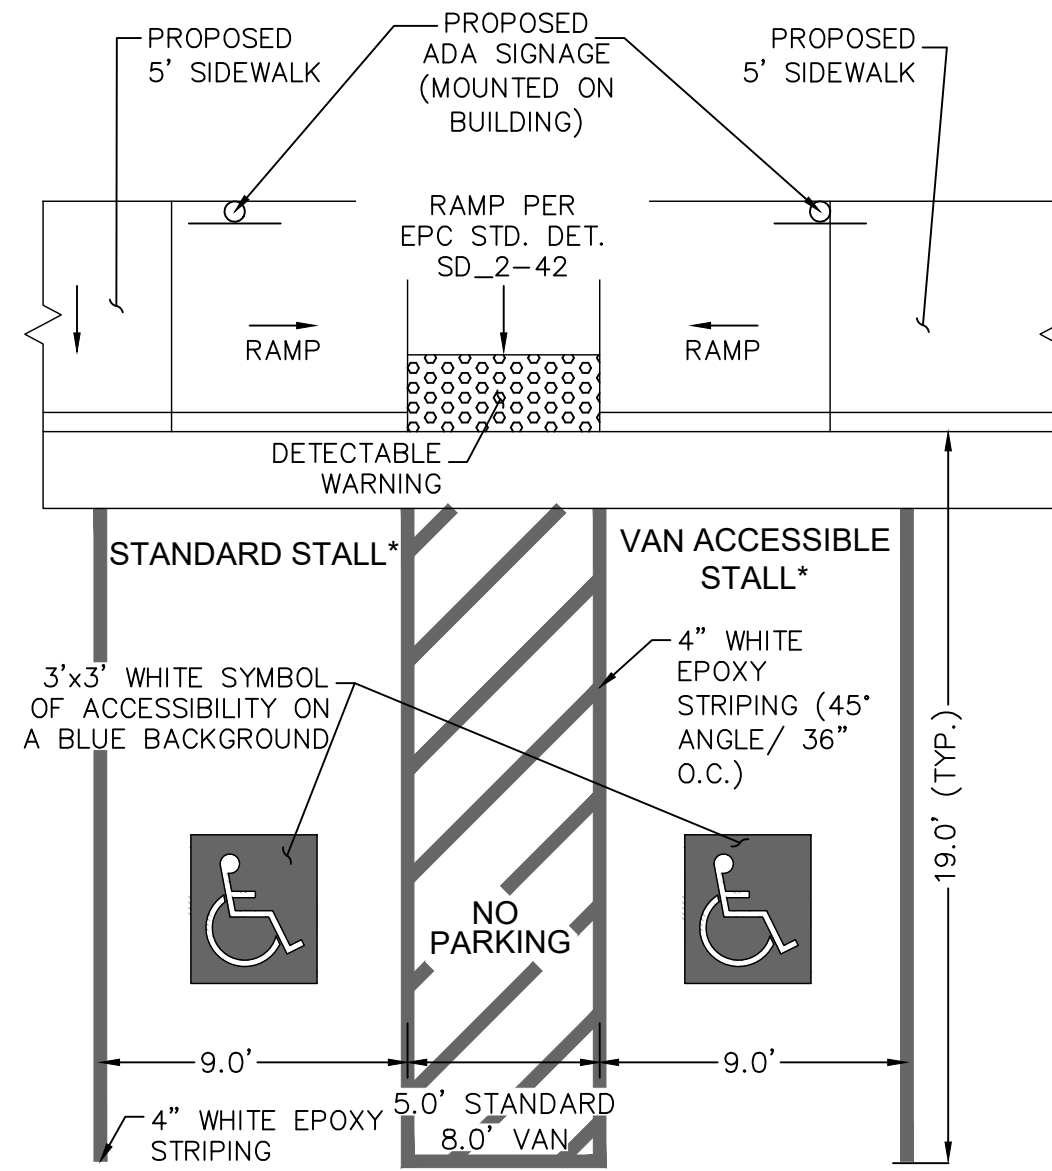 PROPOSED
5' SIDEWALK
PROPOSED
ADA SIGNAGE
(MOUNTED ON
BUILDING)
PROPOSED
5' SIDEWALK
RAMP PER
EPC STD. DET.
SD_2-42
RAMP
RAMP
DETECTABLE
WARNING
STANDARD STALL*
VAN ACCESSIBLE
STALL*
3'x3' WHITE SYMBOL
OF ACCESSIBILITY ON
A BLUE BACKGROUND
4" WHITE
EPOXY
STRIPING (45°
ANGLE/ 36"
O.C.)
19.0' (TYP.)
NO
PARKING
9.0'
9.0'
5.0' STANDARD
8.0' VAN
4" WHITE EPOXY
STRIPING